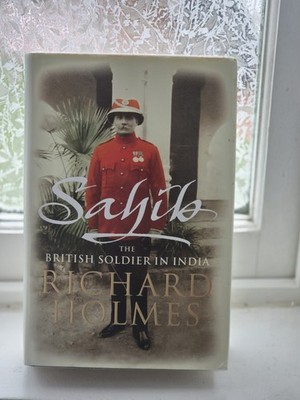 Sahib
THE
BRITISH SOLDIER IN INDIA
RICHARD
HOLMES